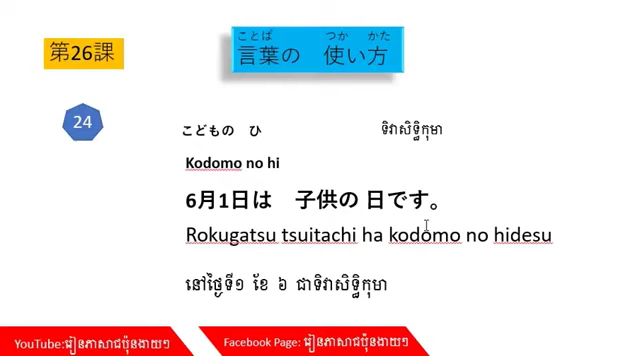 第26課
ことば つか かた
言葉の 使い方
24
こどもの ひ ទិវាសិទ្ធិកុមា
Kodomo no hi
6月1日は 子供の 日です。
Rokugatsu tsuitachi ha kodomo no hidesu
នៅថ្ងៃទី១ ខែ ៦ ជាទិវាសិទ្ធិកុមា
YouTube:រៀនភាសាជប៉ុនងាយៗ
Facebook Page: រៀនភាសាជប៉ុនងាយៗ